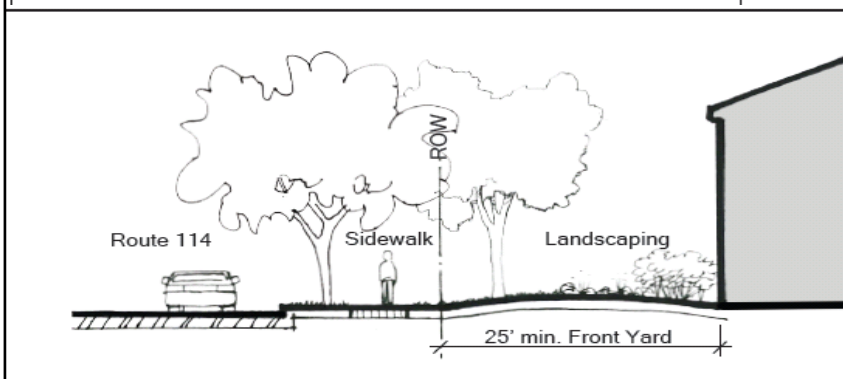 ROW
Route 114
Sidewalk
Landscaping
25' min. Front Yard